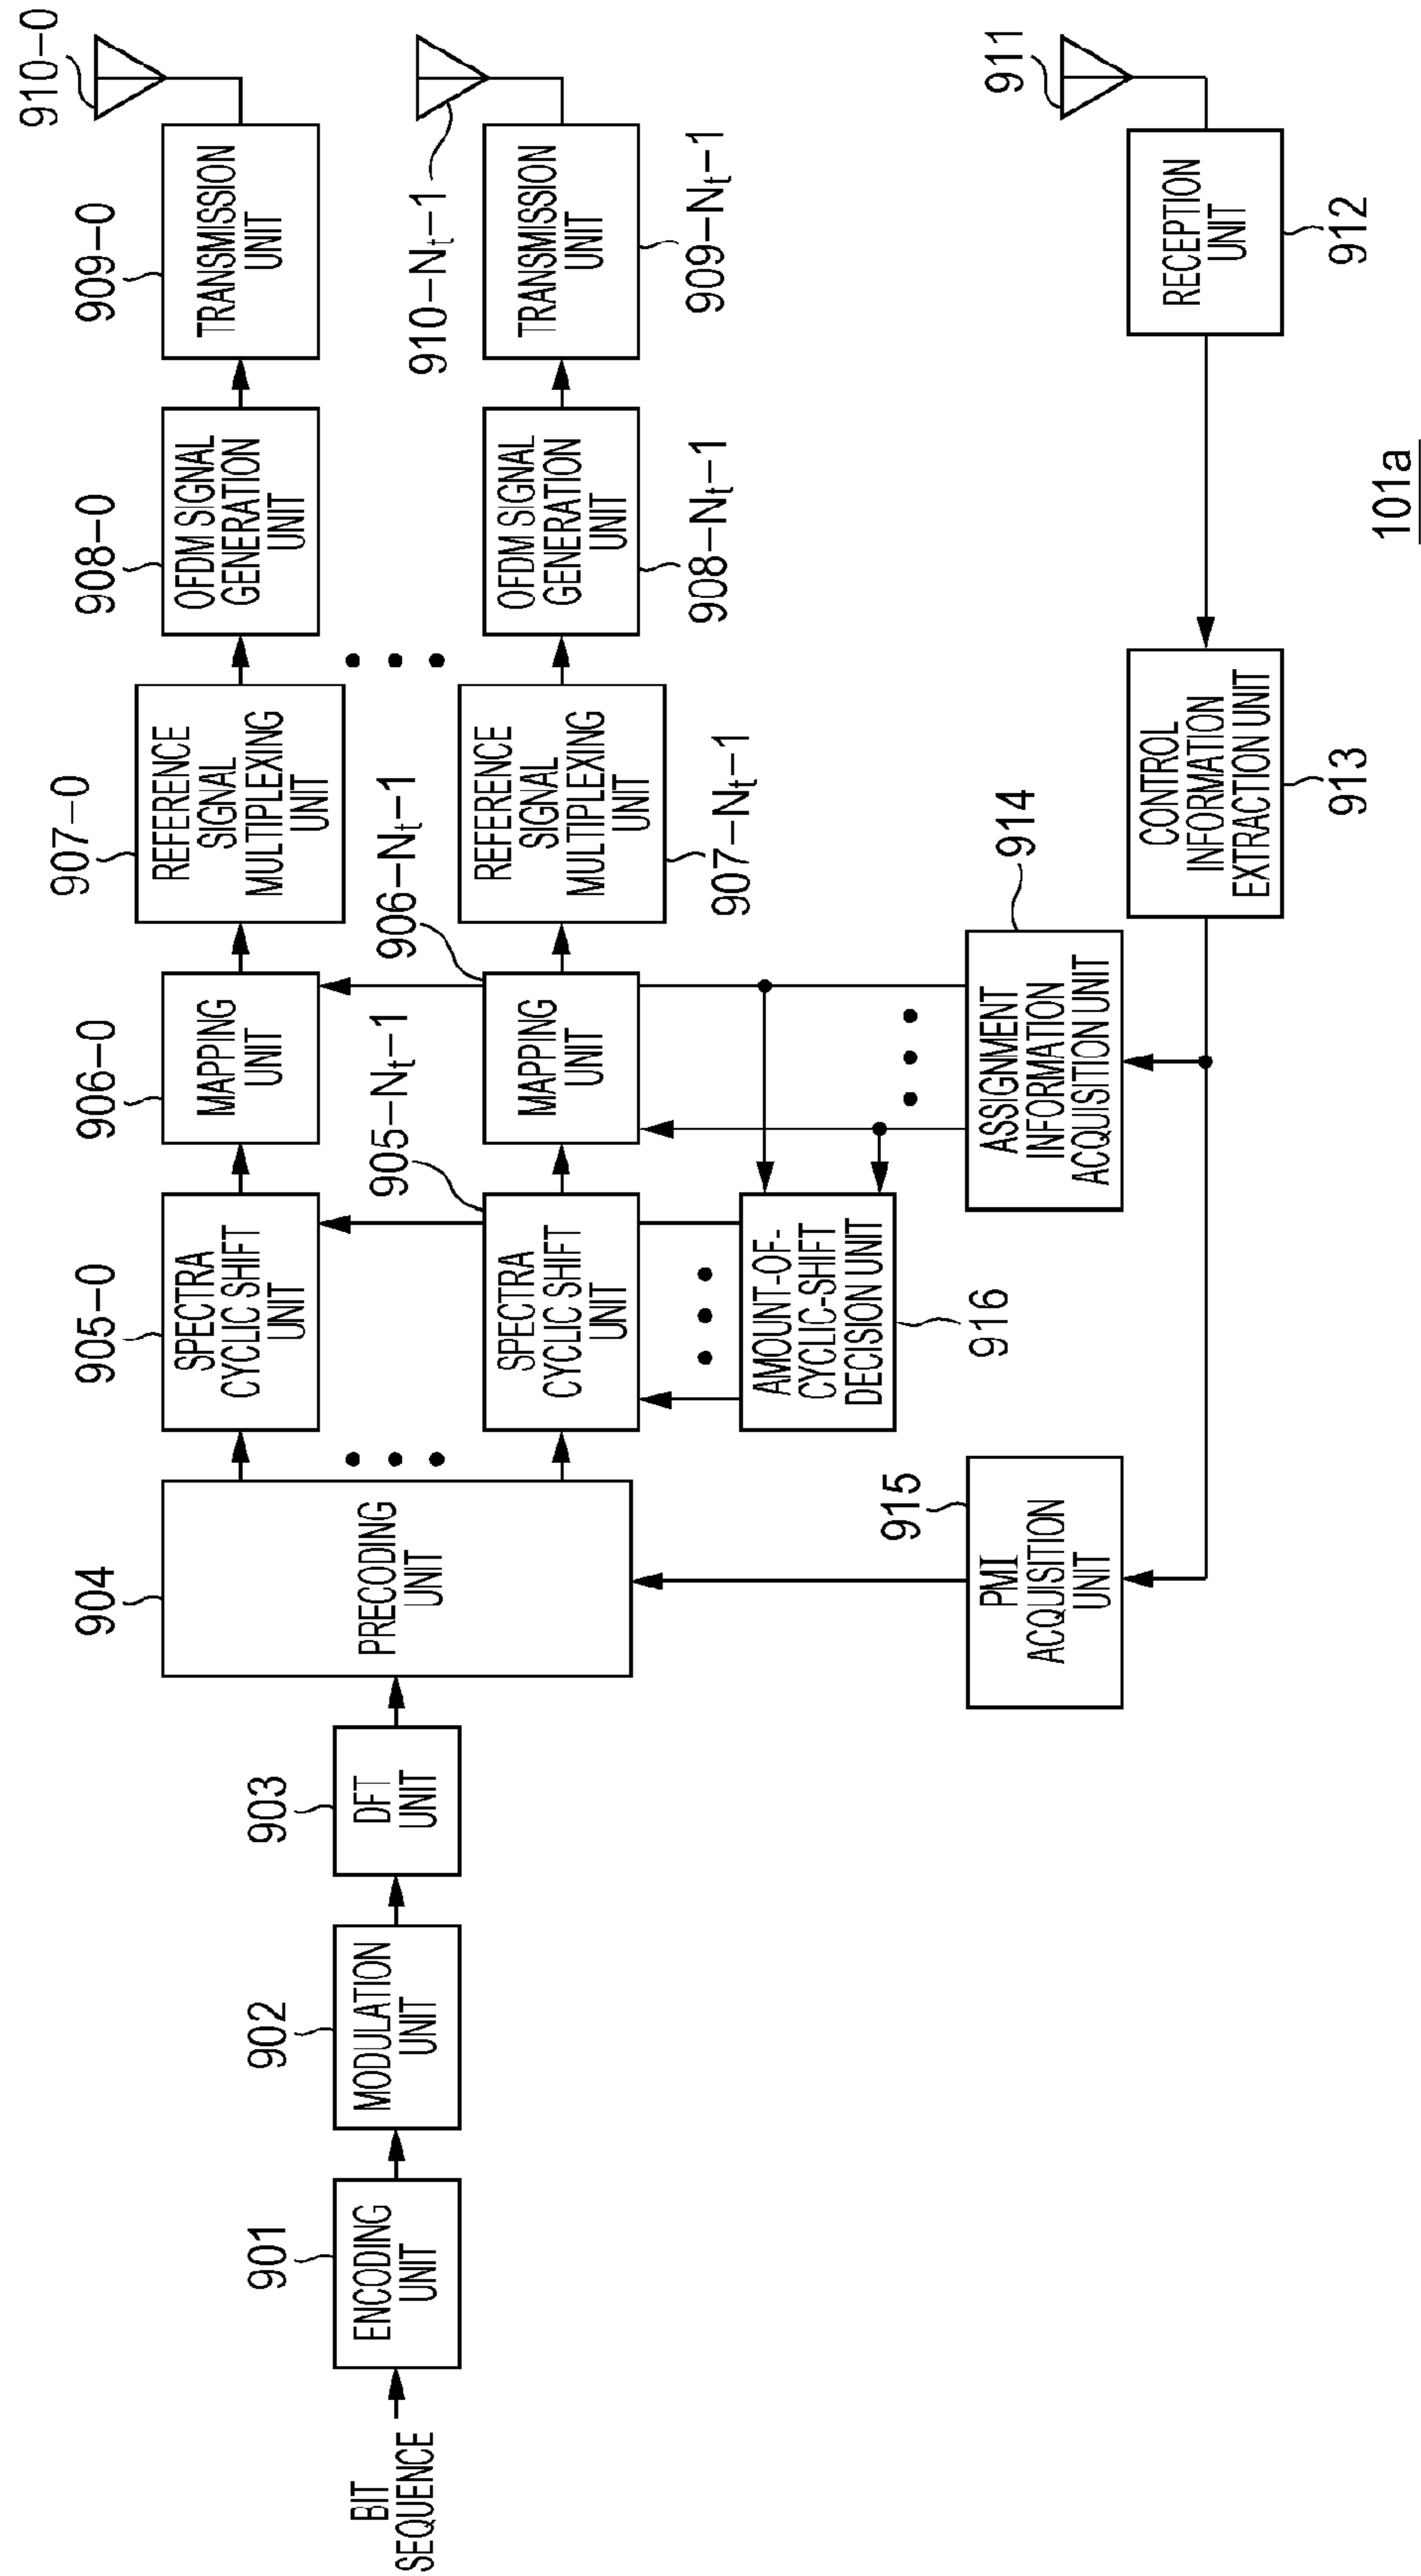 BIT
SEQUENCE
901
ENCODING
UNIT
902
MODULATION
UNIT
903
DFT
UNIT
904
PRECODING
UNIT
905-0
SPECTRA
CYCLIC SHIFT
UNIT
906-0
MAPPING
UNIT
907-0
REFERENCE
SIGNAL
MULTIPLEXING
UNIT
908-0
OFDM SIGNAL
GENERATION
UNIT
909-0
TRANSMISSION
UNIT
910-0
905-Nt-1
SPECTRA
CYCLIC SHIFT
UNIT
906-Nt-1
MAPPING
UNIT
REFERENCE
SIGNAL
MULTIPLEXING
UNIT
907-Nt-1
OFDM SIGNAL
GENERATION
UNIT
908-Nt-1
TRANSMISSION
UNIT
909-Nt-1
910-Nt-1
AMOUNT-OF-
CYCLIC-SHIFT
DECISION UNIT
916
915
PMI
ACQUISITION
UNIT
914
ASSIGNMENT
INFORMATION
ACQUISITION UNIT
CONTROL
INFORMATION
EXTRACTION UNIT
913
911
RECEPTION
UNIT
912
101a